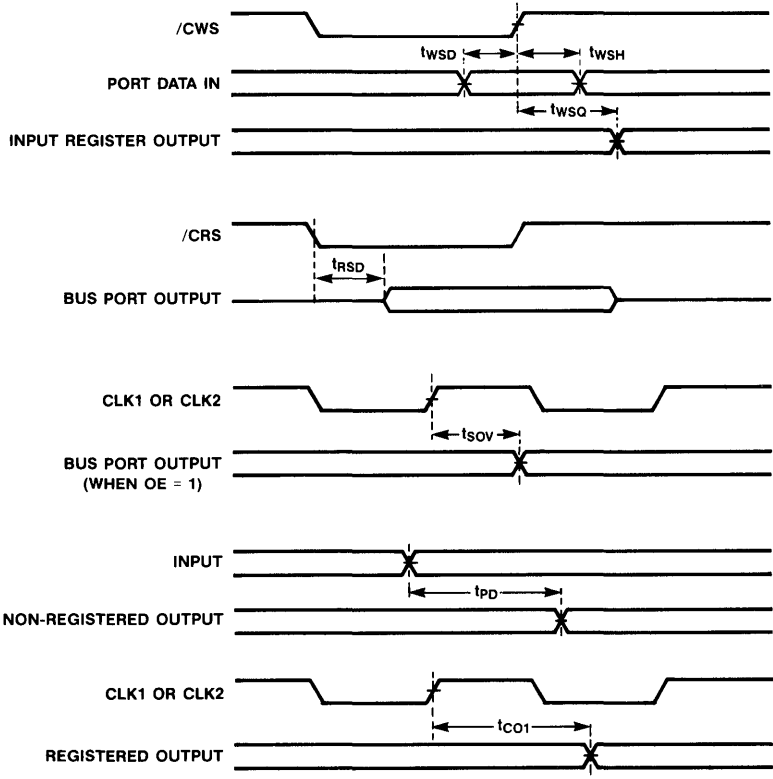 /CWS
tWSD
tWSH
PORT DATA IN
tWSQ
INPUT REGISTER OUTPUT
/CRS
tRSD
BUS PORT OUTPUT
CLK1 OR CLK2
tSOV
BUS PORT OUTPUT
(WHEN OE = 1)
INPUT
tPD
NON-REGISTERED OUTPUT
CLK1 OR CLK2
tCO1
REGISTERED OUTPUT